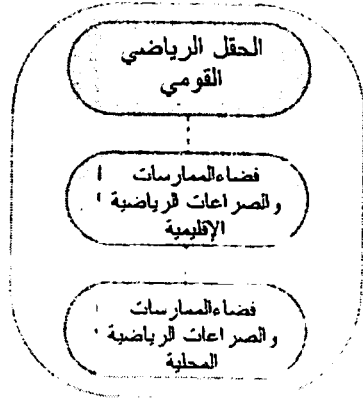 الحقل الرياضي
القومي
فضاء الممارسات
والصراعات الرياضية
الإقليمية
فضاء الممارسات
والصراعات الرياضية
المحلية